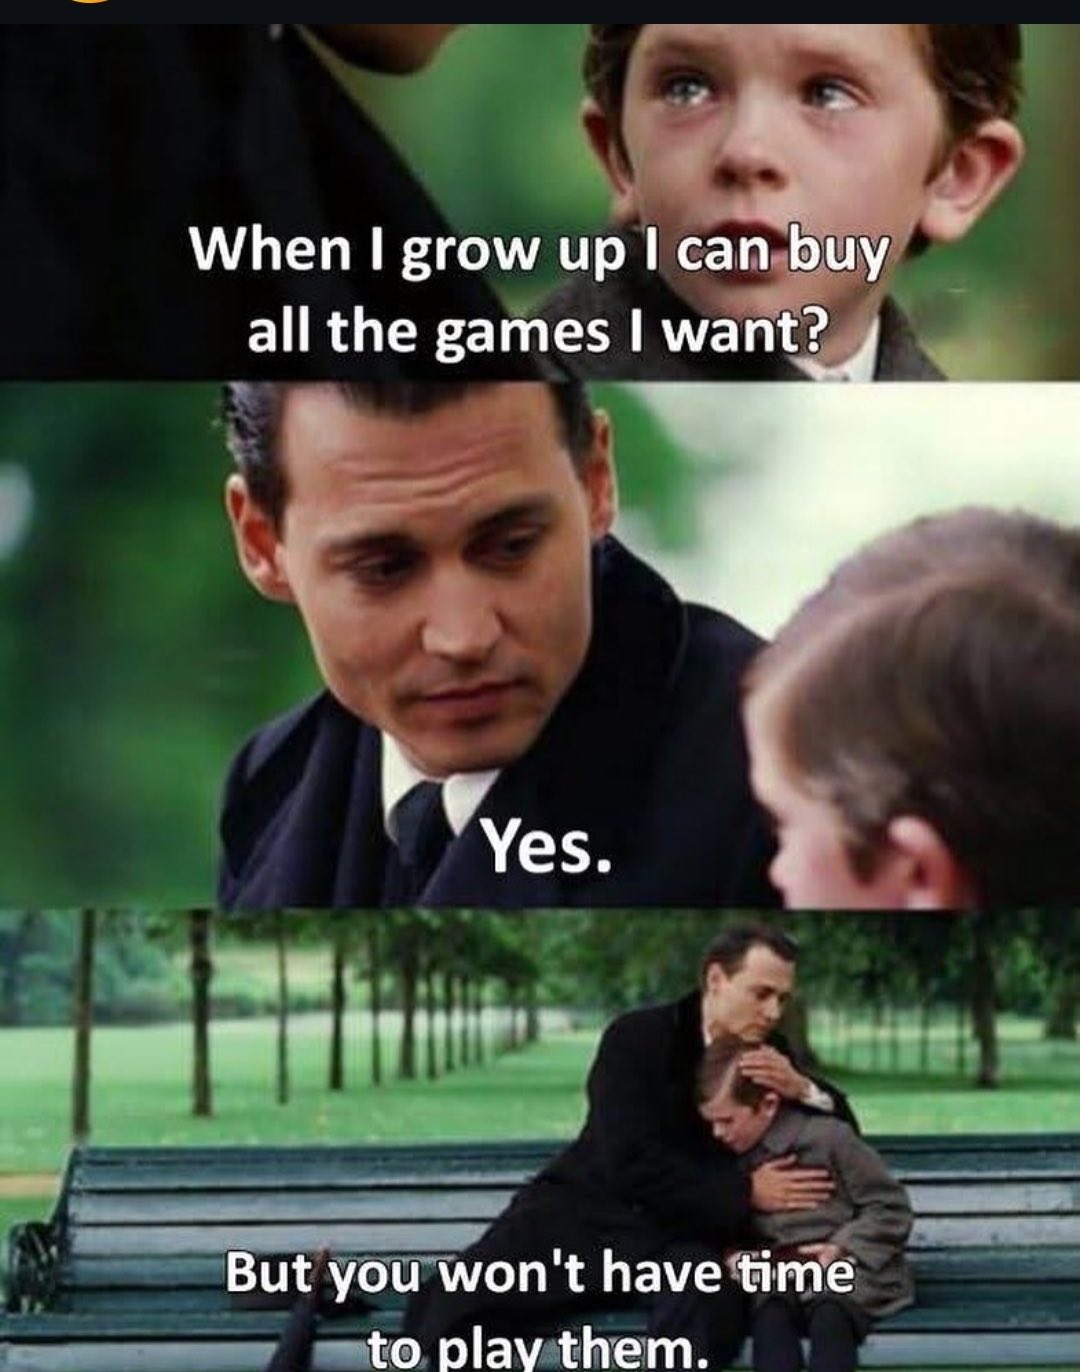 When I grow up I can buy
all the games I want?
Yes.
But you won't have time
to play them.